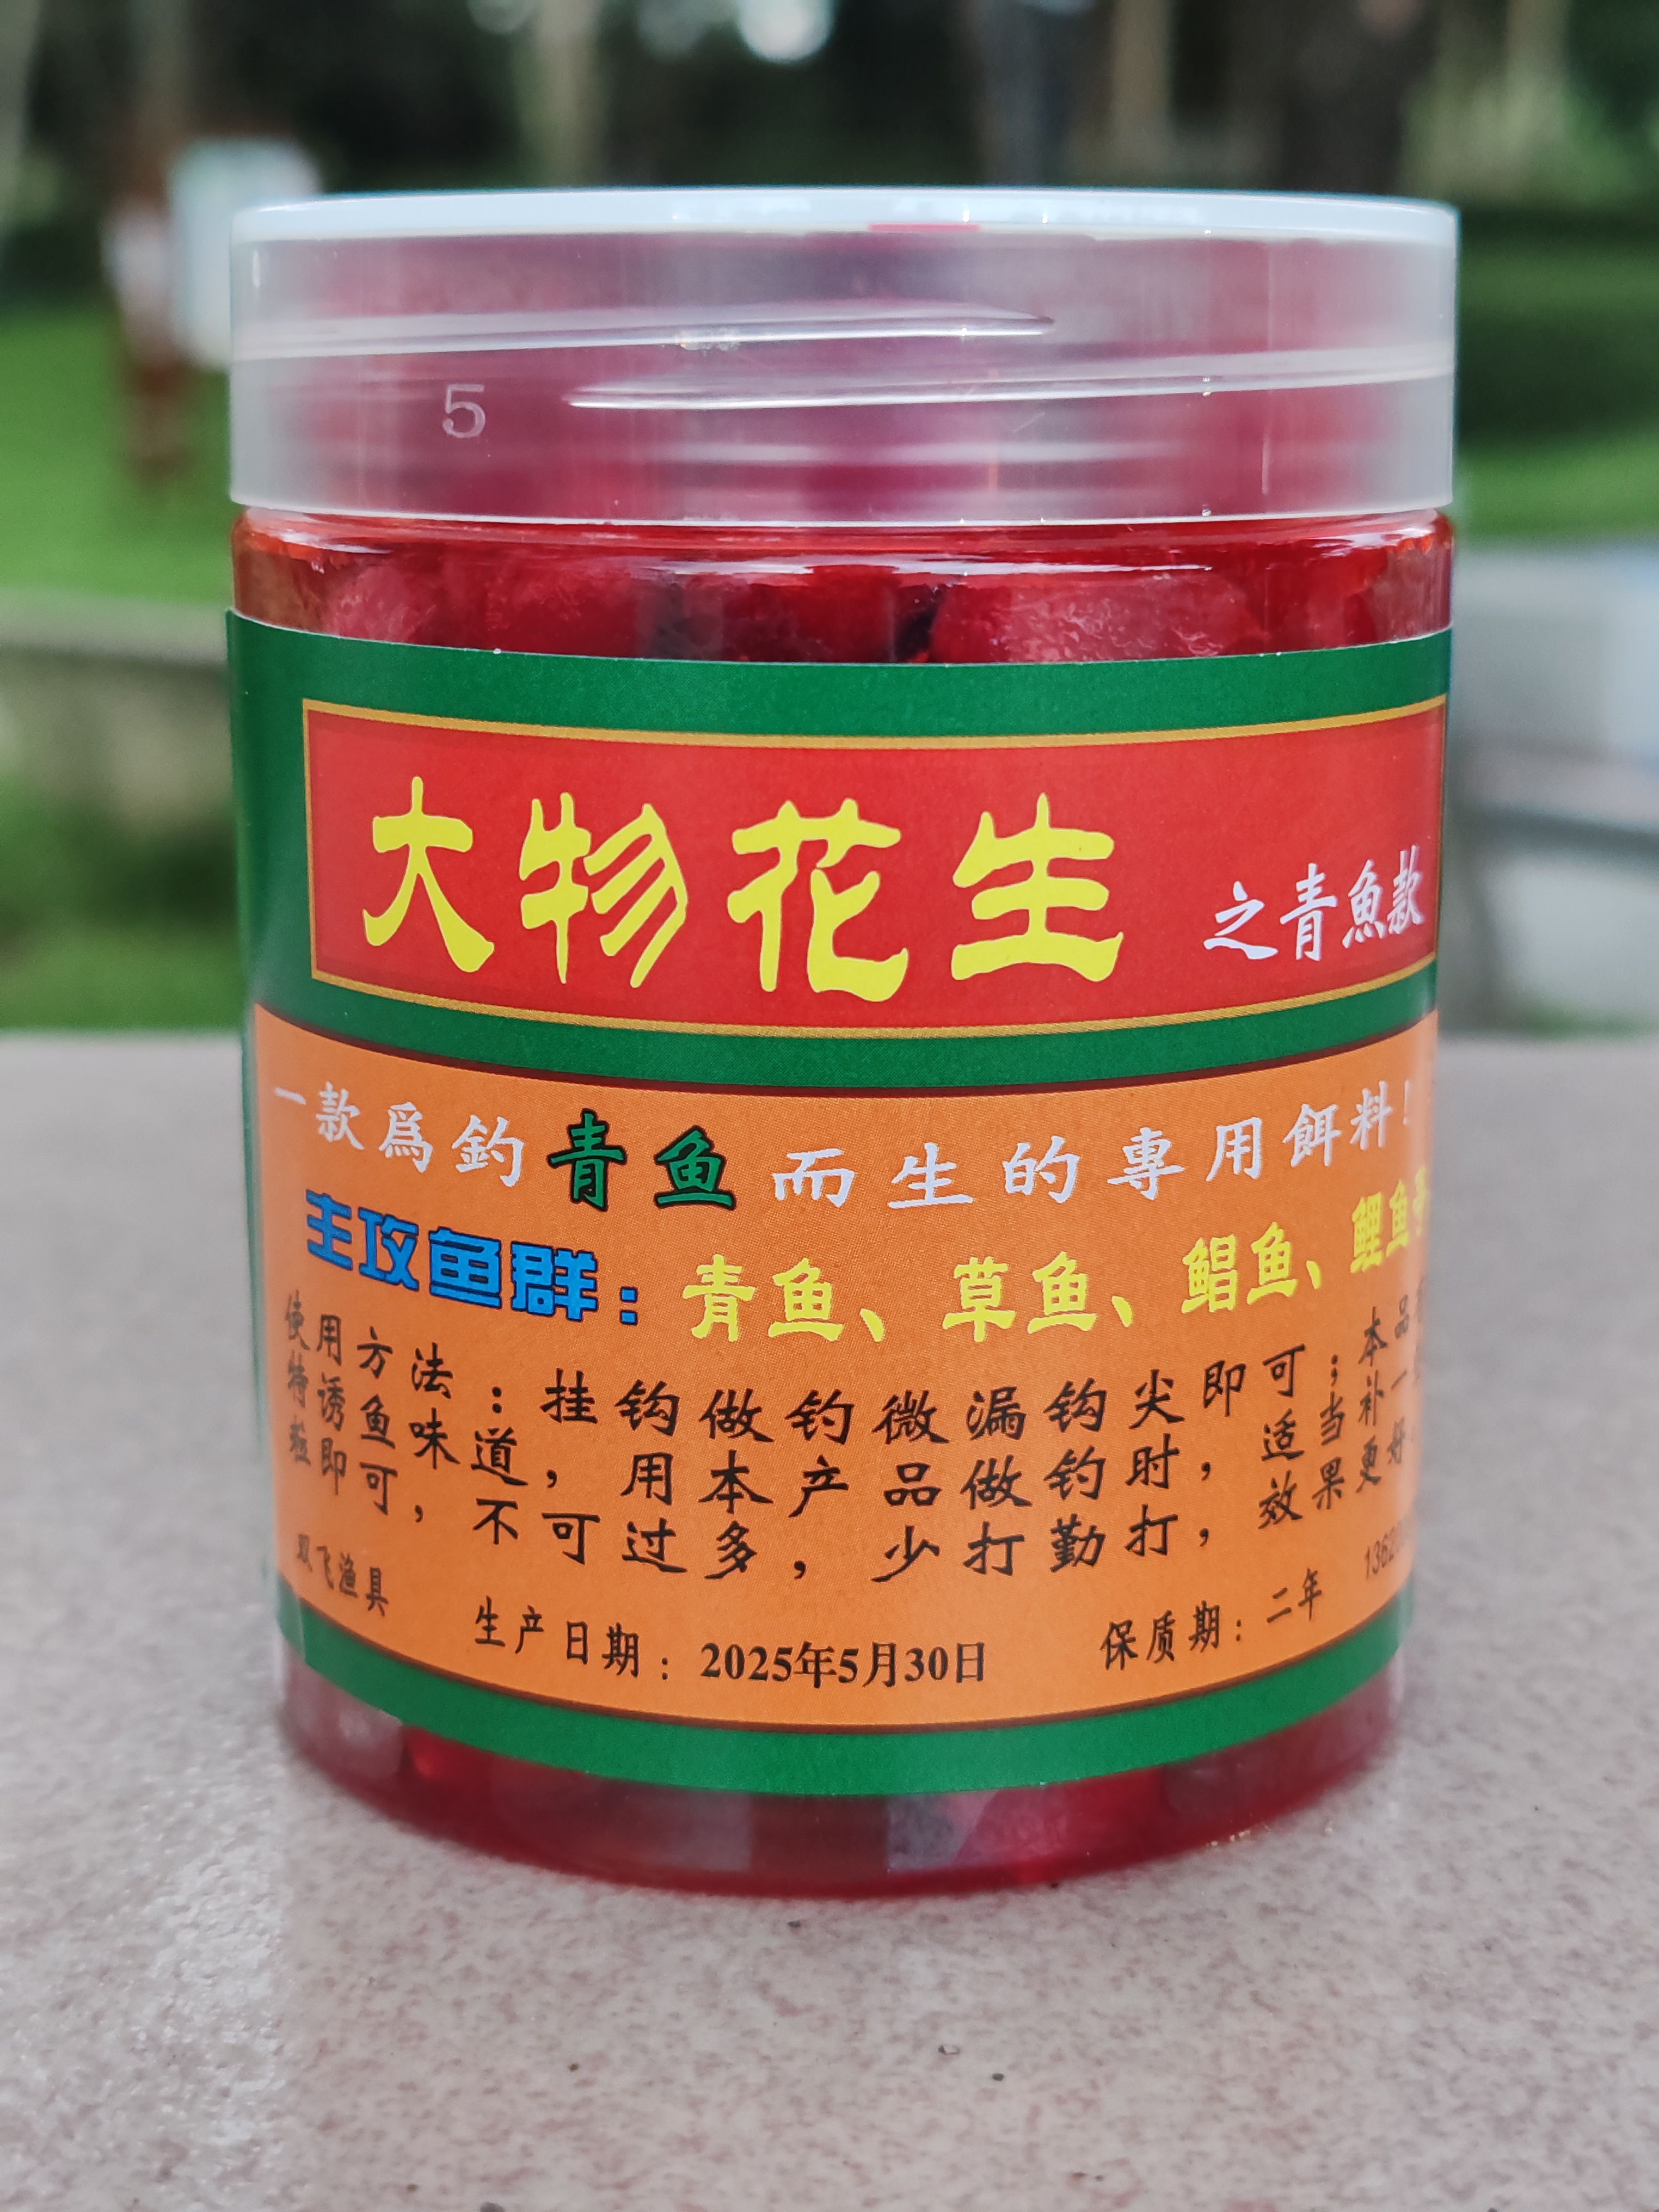 5
大物花生 之青魚款
一款爲釣青鱼而生的專用餌料！
主攻鱼群：青鱼、草鱼、鲳鱼、鲤鱼
使用方法：挂钩做钓微漏钩尖即可；本品
特诱鱼味道，用本产品做钓时，适当补一
粒即可，不可过多，少打勤打，效果更好
双飞渔具 生产日期：2025年5月30日 保质期：二年